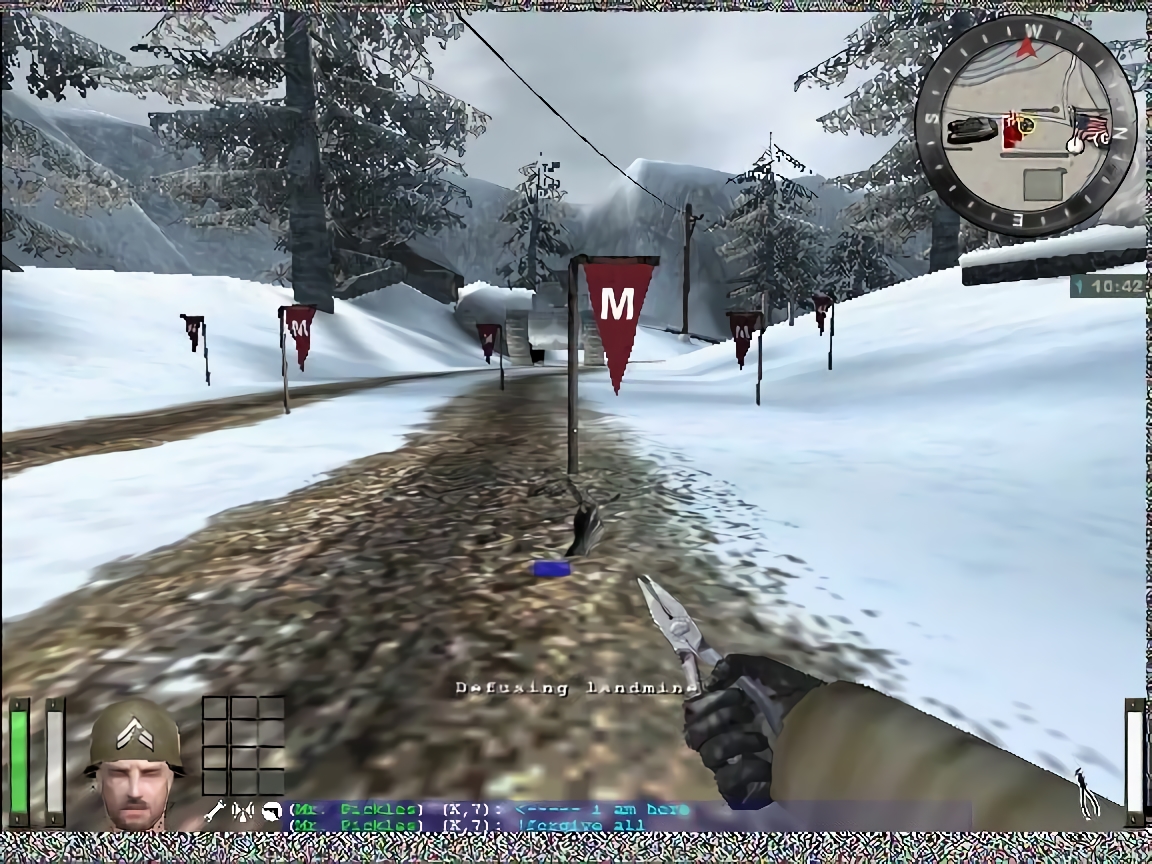 W
S
N
E
10:42
M
M
M
M
Defusing landmine
(Mr. Pickles) (K,7): <----- i am here
(Mr. Pickles) (K,7): !forgive all